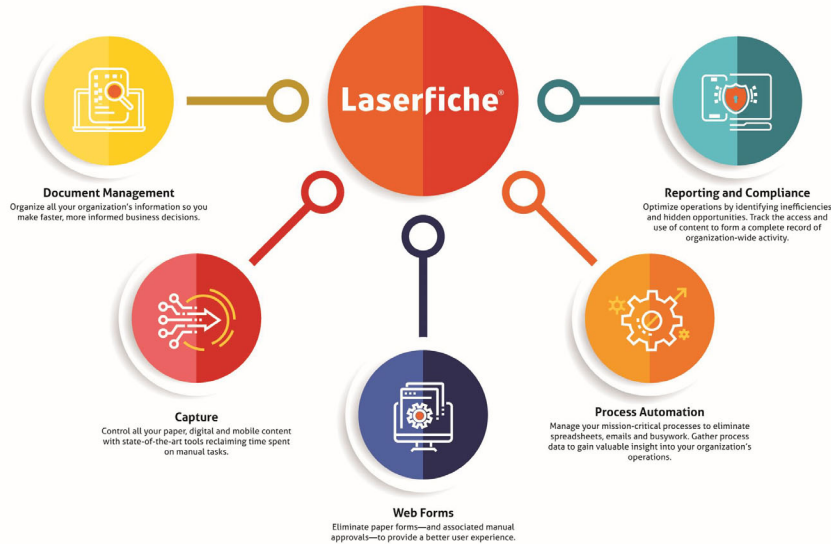 Laserfiche®
Document Management
Organize all your organization's information so you
make faster, more informed business decisions.
Reporting and Compliance
Optimize operations by identifying inefficiencies
and hidden opportunities. Track the access and
use of content to form a complete record of
organization-wide activity.
1
Capture
Control all your paper, digital and mobile content
with state-of-the-art tools reclaiming time spent
on manual tasks.
Process Automation
Manage your mission-critical processes to eliminate
spreadsheets, emails and busywork. Gather process
data to gain valuable insight into your organization's
operations.
Web Forms
Eliminate paper forms—and associated manual
approvals—to provide a better user experience.